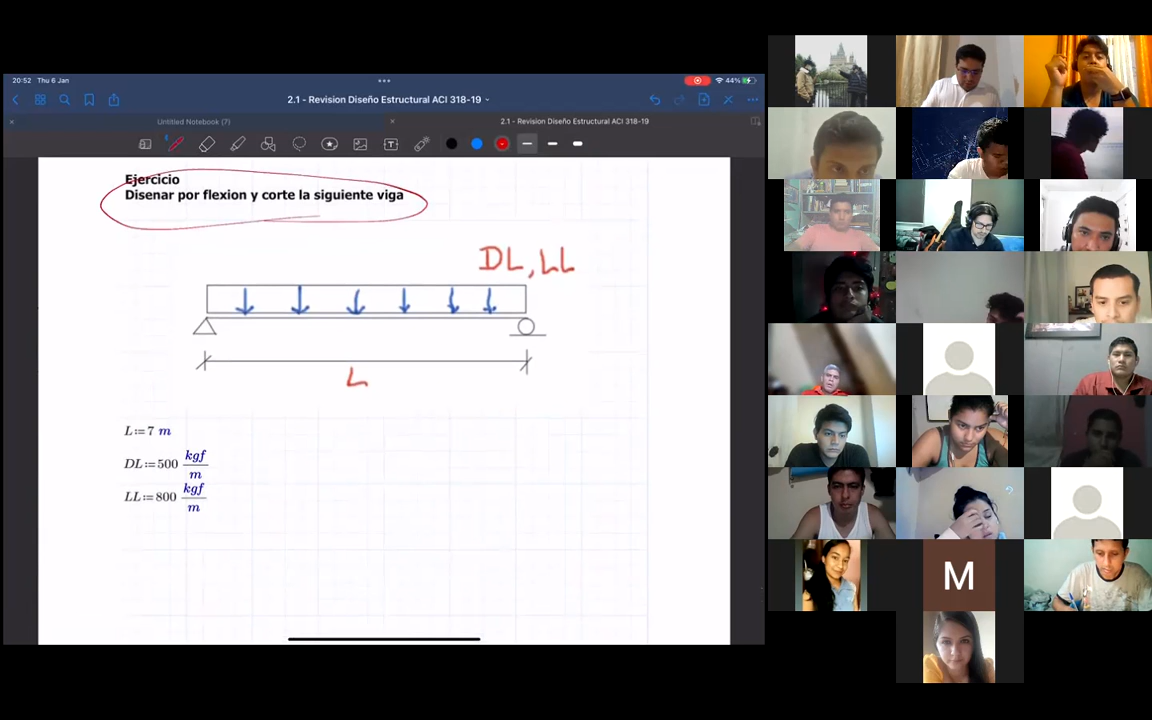 20:52 Thu 6 Jan
44%
2.1 - Revision Diseño Estructural ACI 318-19
Untitled Notebook (7)
2.1 - Revision Diseño Estructural ACI 318-19
Ejercicio
Disenar por flexion y corte la siguiente viga
DL, LL
L
L:=7 m
DL:=500 kgf/m
LL:=800 kgf/m
M